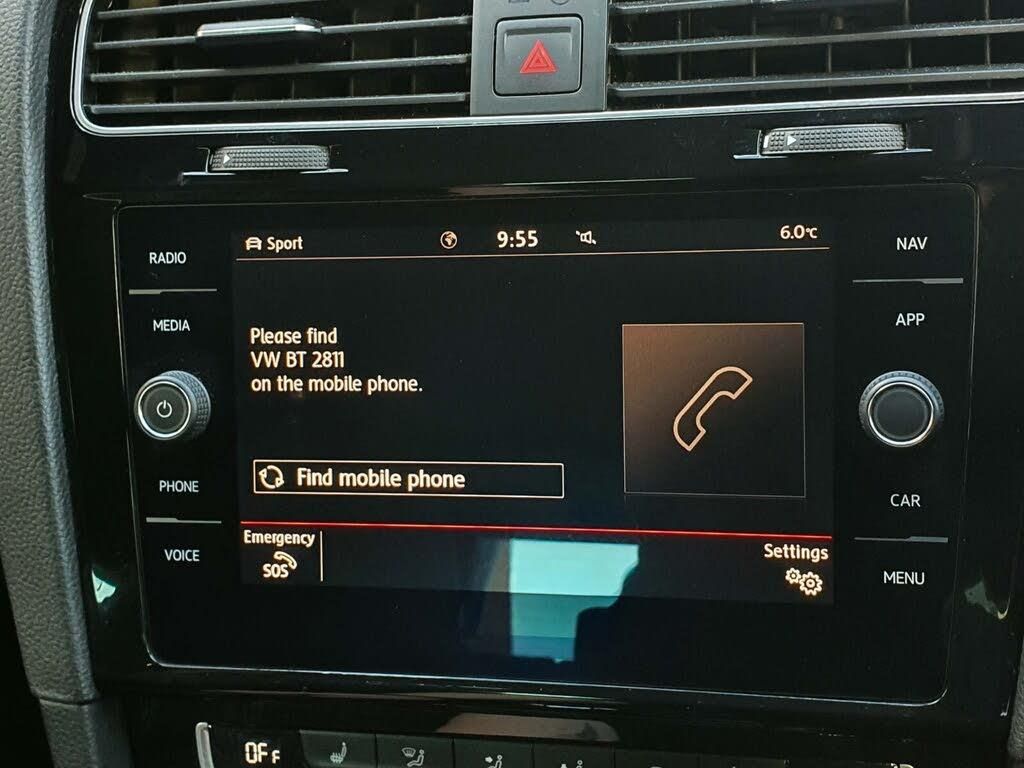 Sport 9:55 6.0°C
RADIO
MEDIA
PHONE
VOICE
Please find
VW BT 2811
on the mobile phone.
Find mobile phone
Emergency
SOS
Settings
NAV
APP
CAR
MENU
OFF